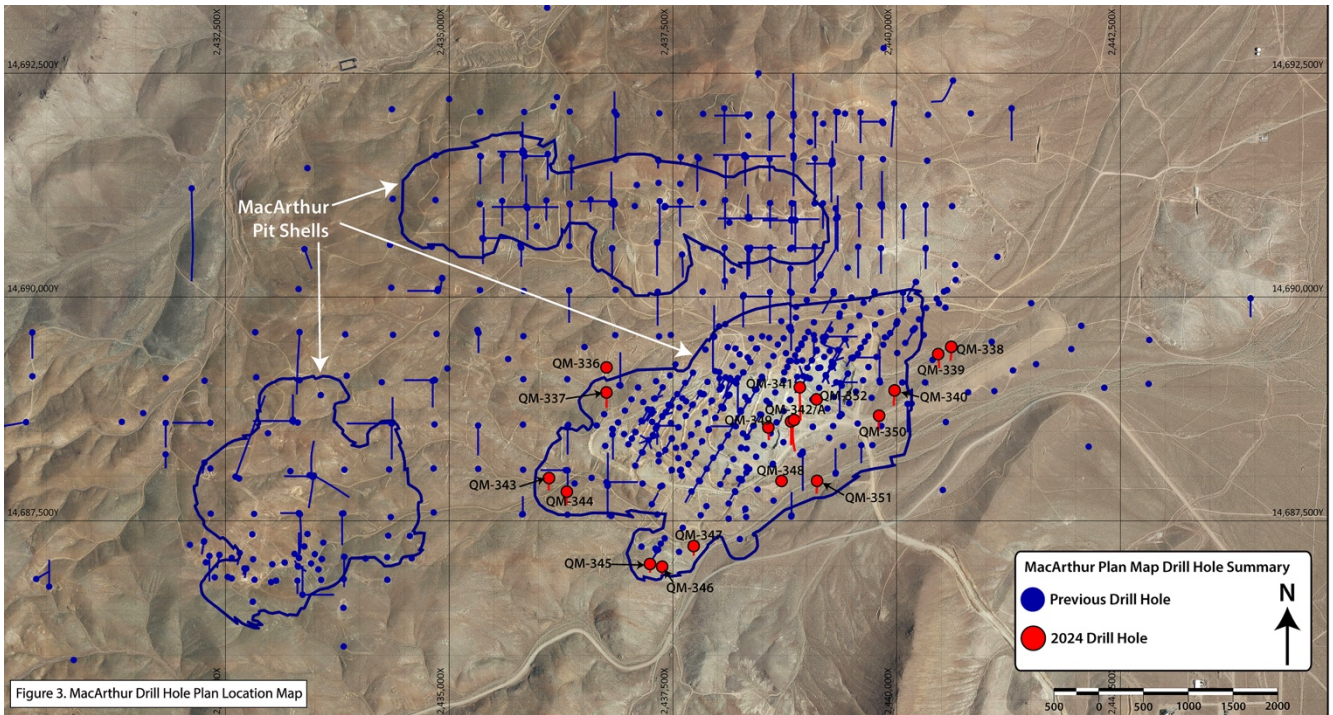 2,432,500X
2,435,000X
2,437,500X
2,440,000X
2,442,500X
14,692,500Y
14,692,500Y
MacArthur
Pit Shells
14,690,000Y
14,690,000Y
QM-336
QM-338
QM-339
QM-337
QM-341
QM-352
QM-340
QM-342/A
QM-349
QM-350
QM-348
QM-343
QM-344
QM-351
14,687,500Y
14,687,500Y
QM-347
QM-345
QM-346
MacArthur Plan Map Drill Hole Summary
Previous Drill Hole
N
2024 Drill Hole
2,432,500X
2,435,000X
2,437,500X
2,440,000X
Figure 3. MacArthur Drill Hole Plan Location Map
500 0 500 1000 1500 2000